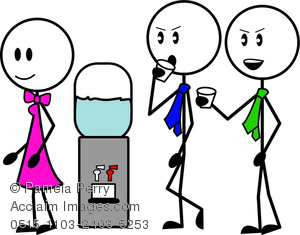 © Pamela Perry
Acclaim Images.com
0515-1103-2403-5253